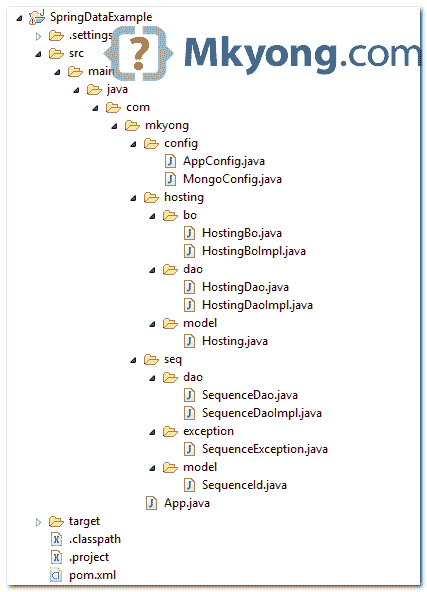 SpringDataExample
.settings
src
Mkyong.com
main
java
com
mkyong
config
AppConfig.java
MongoConfig.java
hosting
bo
HostingBo.java
HostingBoImpl.java
dao
HostingDao.java
HostingDaoImpl.java
model
Hosting.java
seq
dao
SequenceDao.java
SequenceDaoImpl.java
exception
SequenceException.java
model
SequenceId.java
App.java
target
.classpath
.project
pom.xml